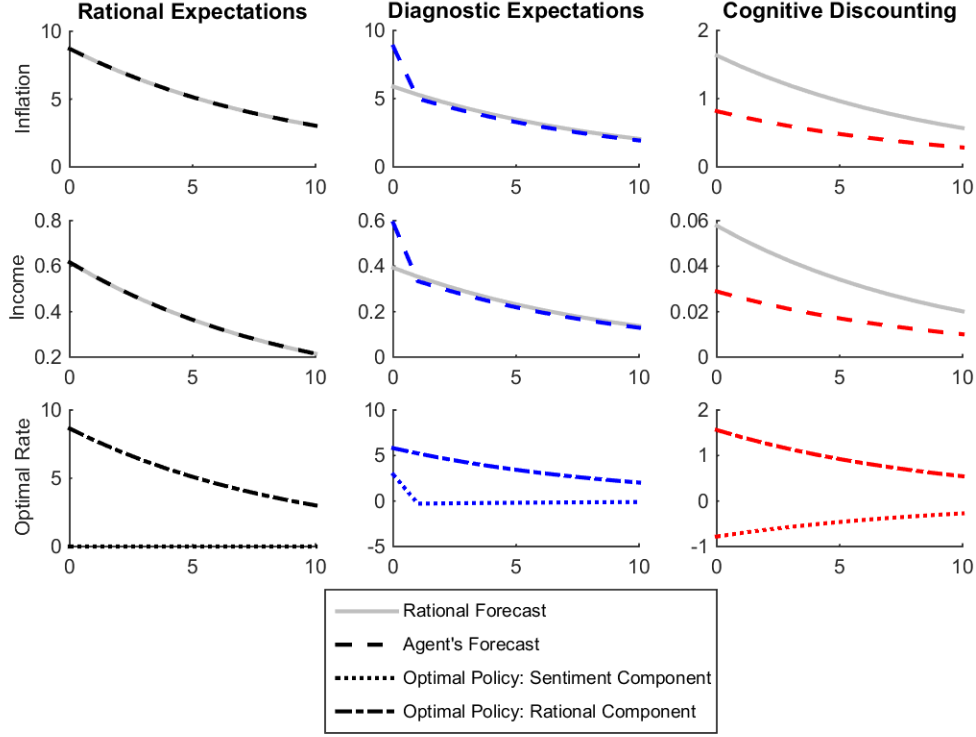 Rational Expectations
Diagnostic Expectations
Cognitive Discounting
Inflation
10
5
0
0 5 10
10
5
0
0 5 10
2
1
0
0 5 10
Income
0.8
0.6
0.4
0.2
0 5 10
0.6
0.4
0.2
0
0 5 10
0.06
0.04
0.02
0
0 5 10
Optimal Rate
10
5
0
0 5 10
10
5
0
-5
0 5 10
2
1
0
-1
0 5 10
Rational Forecast
Agent's Forecast
Optimal Policy: Sentiment Component
Optimal Policy: Rational Component